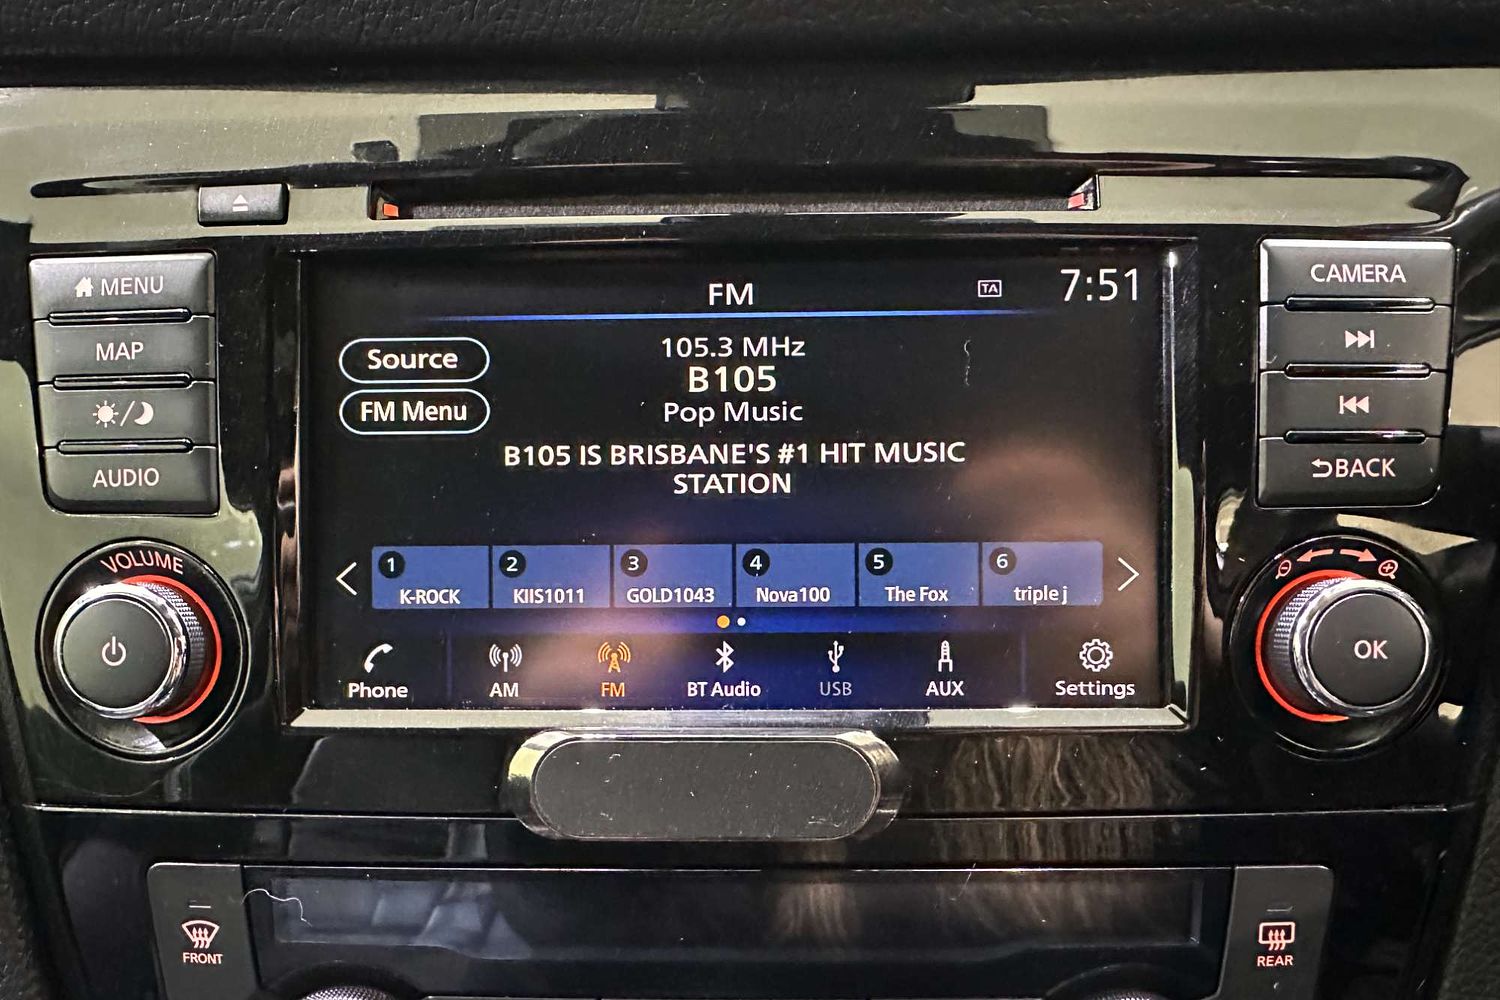 MENU
MAP
AUDIO
VOLUME
FM
TA
7:51
Source
FM Menu
105.3 MHz
B105
Pop Music
B105 IS BRISBANE'S #1 HIT MUSIC
STATION
1 2 3 4 5 6
K-ROCK KIIS1011 GOLD1043 Nova100 The Fox triple j
Phone AM FM BT Audio USB AUX Settings
CAMERA
BACK
OK
FRONT
REAR